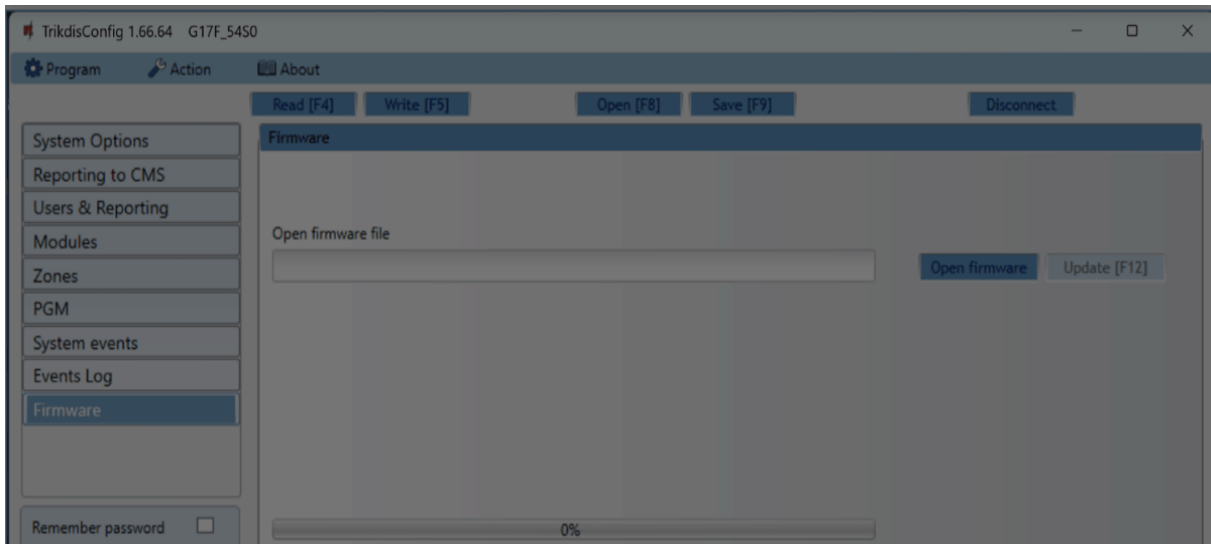 TrikdisConfig 1.66.64 G17F_54S0
Program Action About
Read [F4] Write [F5] Open [F8] Save [F9] Disconnect
System Options
Reporting to CMS
Users & Reporting
Modules
Zones
PGM
System events
Events Log
Firmware
Remember password
Firmware
Open firmware file
Open firmware Update [F12]
0%